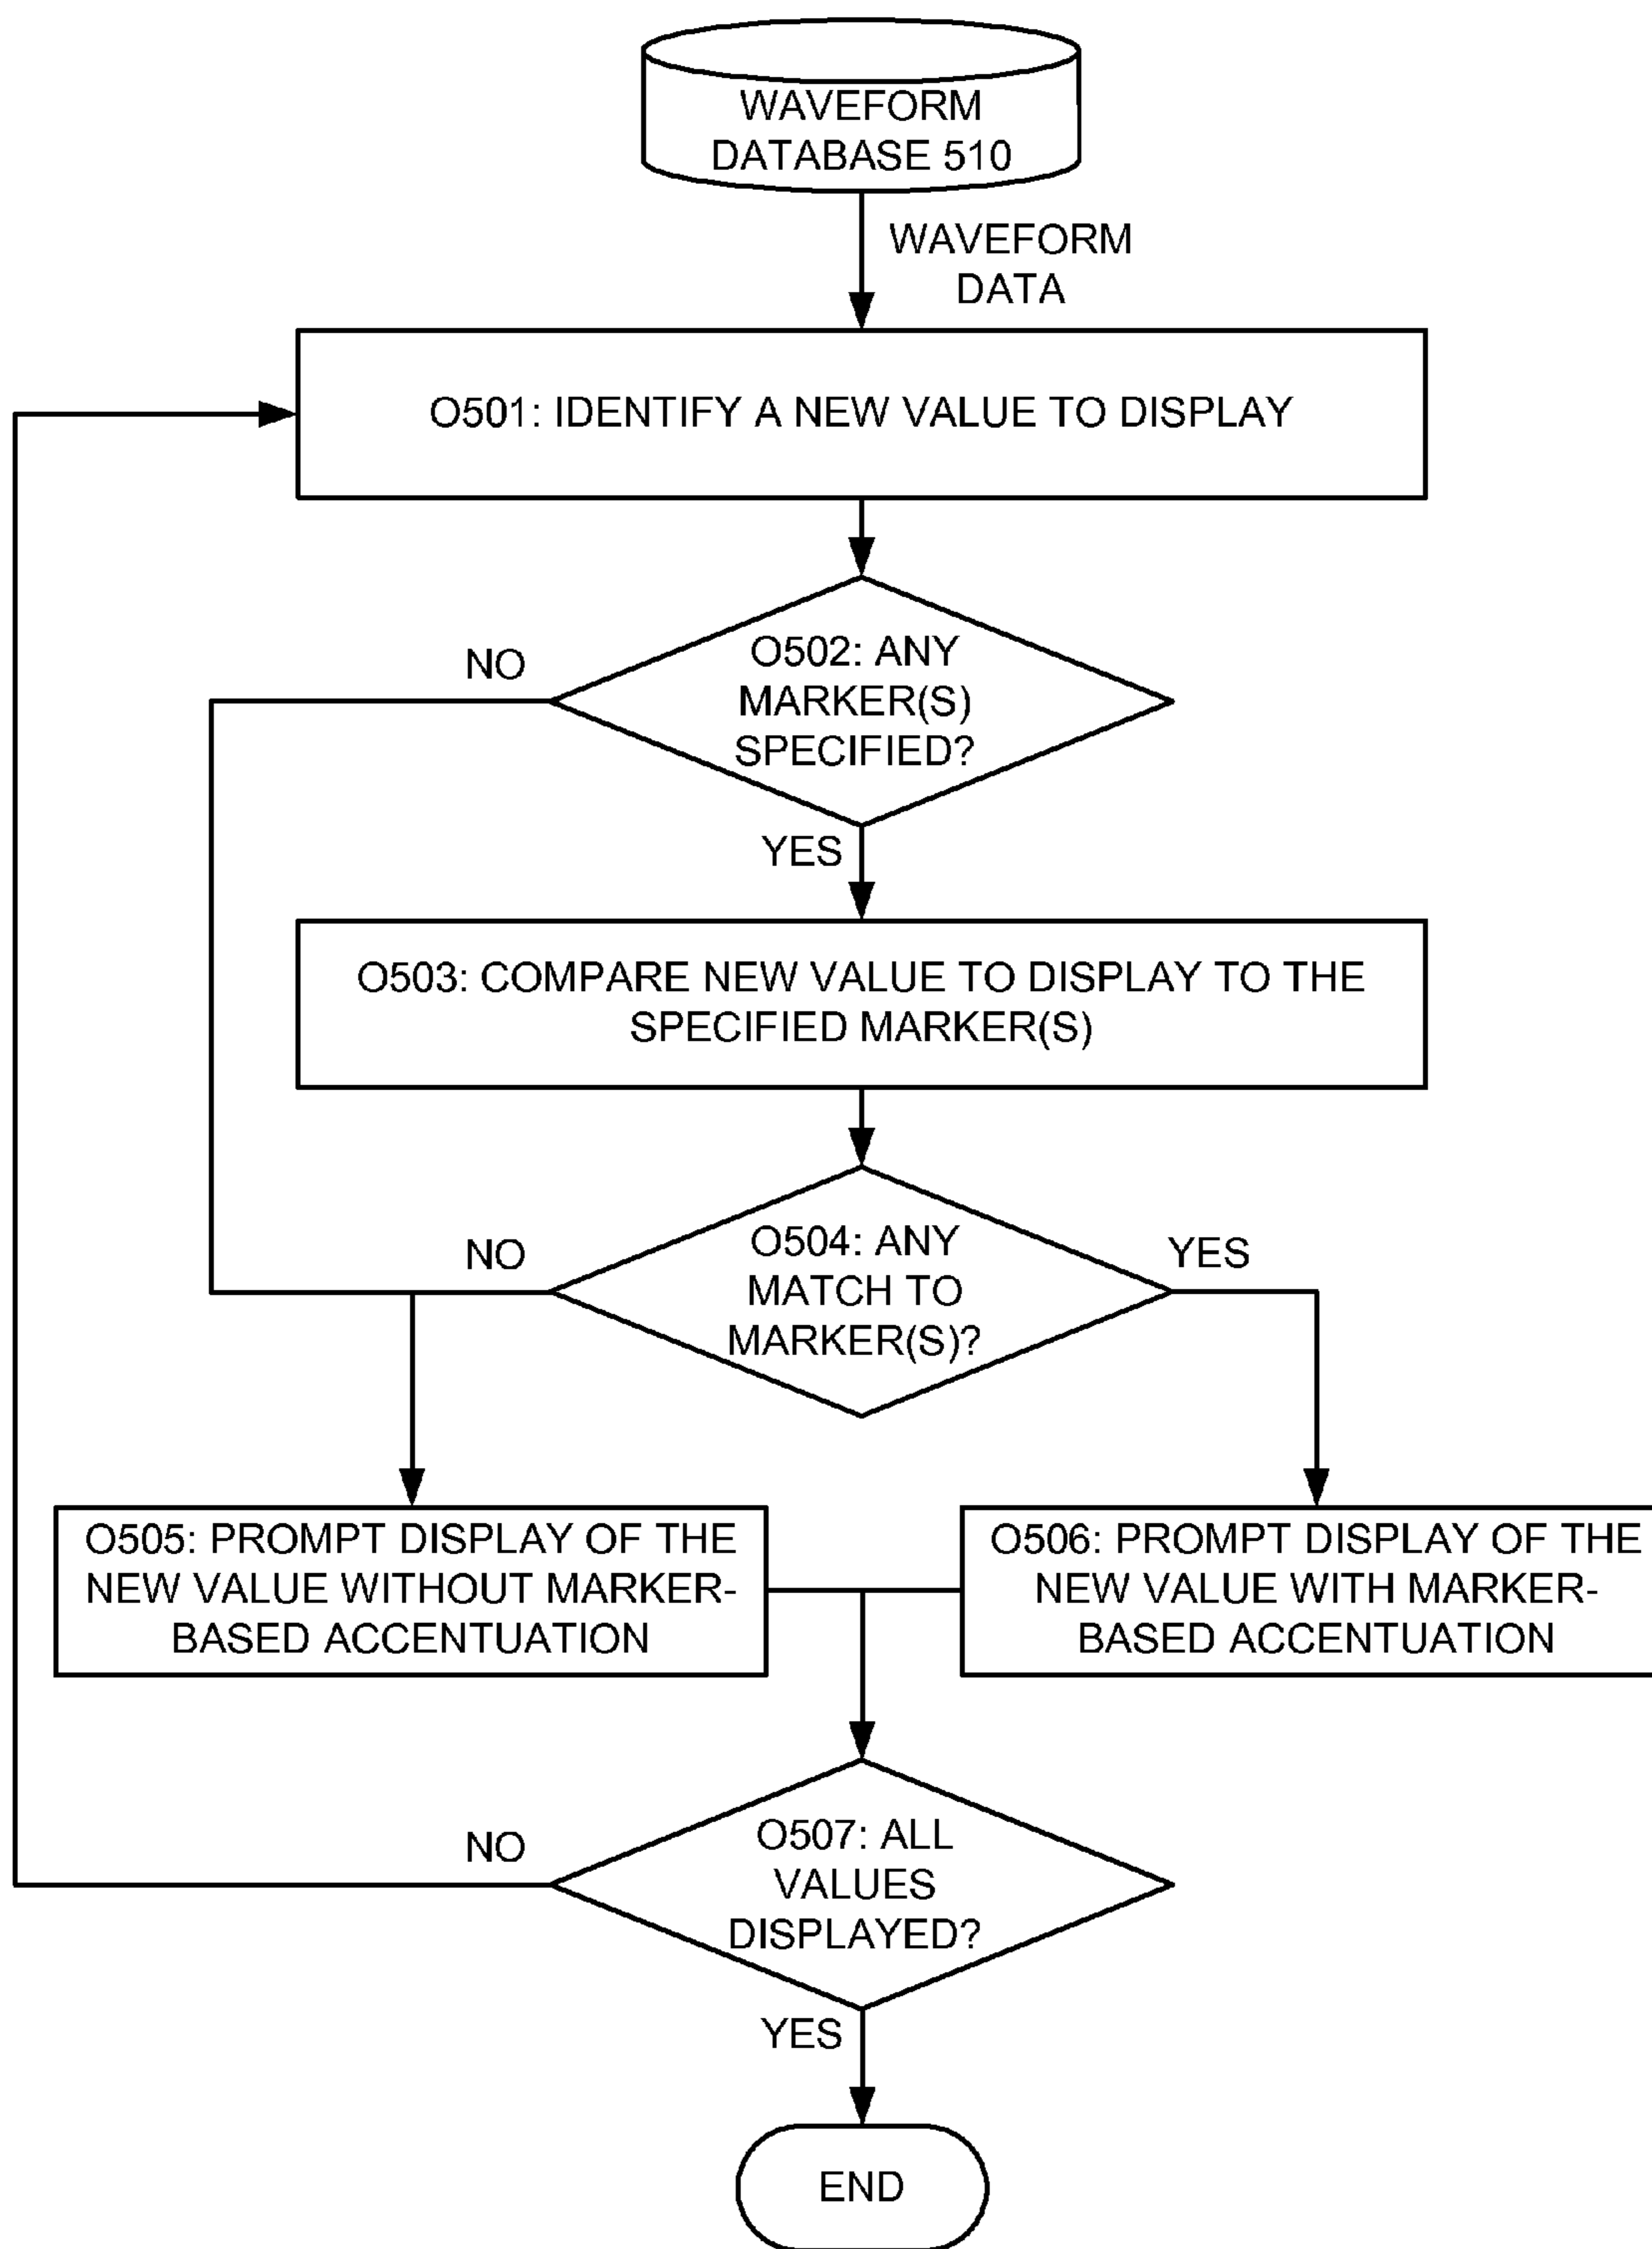 WAVEFORM
DATABASE 510
WAVEFORM
DATA
O501: IDENTIFY A NEW VALUE TO DISPLAY
O502: ANY
MARKER(S)
SPECIFIED?
NO
YES
O503: COMPARE NEW VALUE TO DISPLAY TO THE
SPECIFIED MARKER(S)
O504: ANY
MATCH TO
MARKER(S)?
NO
YES
O505: PROMPT DISPLAY OF THE
NEW VALUE WITHOUT MARKER-
BASED ACCENTUATION
O506: PROMPT DISPLAY OF THE
NEW VALUE WITH MARKER-
BASED ACCENTUATION
O507: ALL
VALUES
DISPLAYED?
NO
YES
END